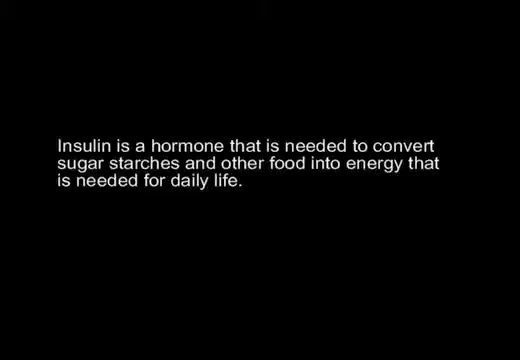 Insulin is a hormone that is needed to convert
sugar starches and other food into energy that
is needed for daily life.